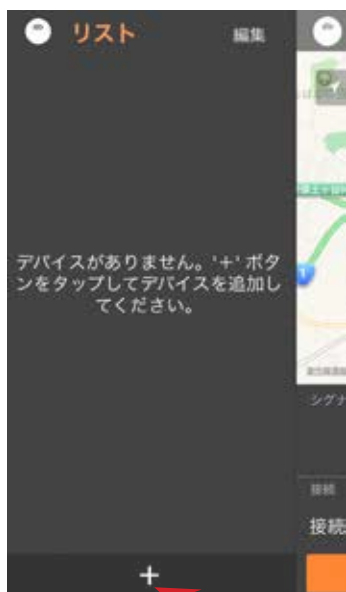 リスト
編集
デバイスがありません。'+' ボタ
ンをタップしてデバイスを追加し
てください。
シグナ
接続
接続
+